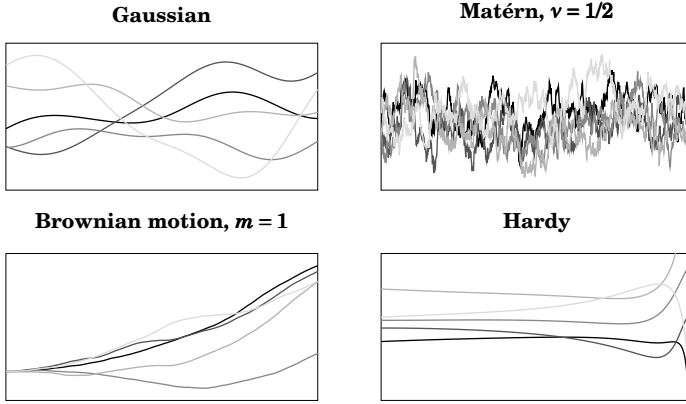 Gaussian
Matérn, ν = 1/2
Brownian motion, m = 1
Hardy